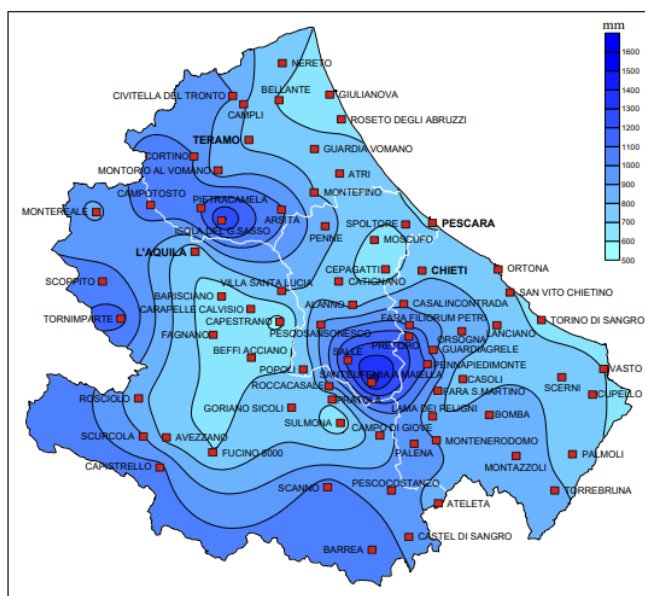 mm
1600
1500
1400
1300
1200
1100
1000
900
800
700
600
500
NERETO
CIVITELLA DEL TRONTO
BELLANTE
GIULIANOVA
CAMPLI
ROSETO DEGLI ABRUZZI
TERAMO
GUARDIA VOMANO
CORTINO
MONTORIO AL VOMANO
ATRI
CAMPOTOSTO
PIETRACAMELA
MONTEFINO
MONTEREALE
ARSITA
ISOLA DEL G.SASSO
PENNE
SPOLTORE
PESCARA
MOSCUFO
L'AQUILA
CEPAGATTI
CHIETI
SCOPPITO
VILLA SANTA LUCIA
CATIGNANO
ORTONA
BARISCIANO
SAN VITO CHIETINO
CARAPELLE CALVISIO
ALANNO
CASALINCONTRADA
TORNIMPARTE
CAPESTRANO
FARA FILIORUM PETRI
TORINO DI SANGRO
FAGNANO
PESCOSANSONESCO
LANCIANO
PRETORO
ORSOGNA
BEFFI ACCIANO
SALLE
GUARDIAGRELE
POPOLI
SANT'EUFEMIA A MAIELLA
PENNAPIEDIMONTE
VASTO
ROCCACASALE
CASOLI
SCERNI
ROSCIOLO
PRATOLA
FARA S.MARTINO
CUPELLO
GORIANO SICOLI
LAMA DEI PELIGNI
BOMBA
SULMONA
CAMPO DI GIOVE
SCURCOLA
AVEZZANO
PALENA
MONTENERODOMO
FUCINO 8000
MONTAZZOLI
PALMOLI
CAPISTRELLO
SCANNO
PESCOCOSTANZO
TORREBRUNA
ATELETA
CASTEL DI SANGRO
BARREA